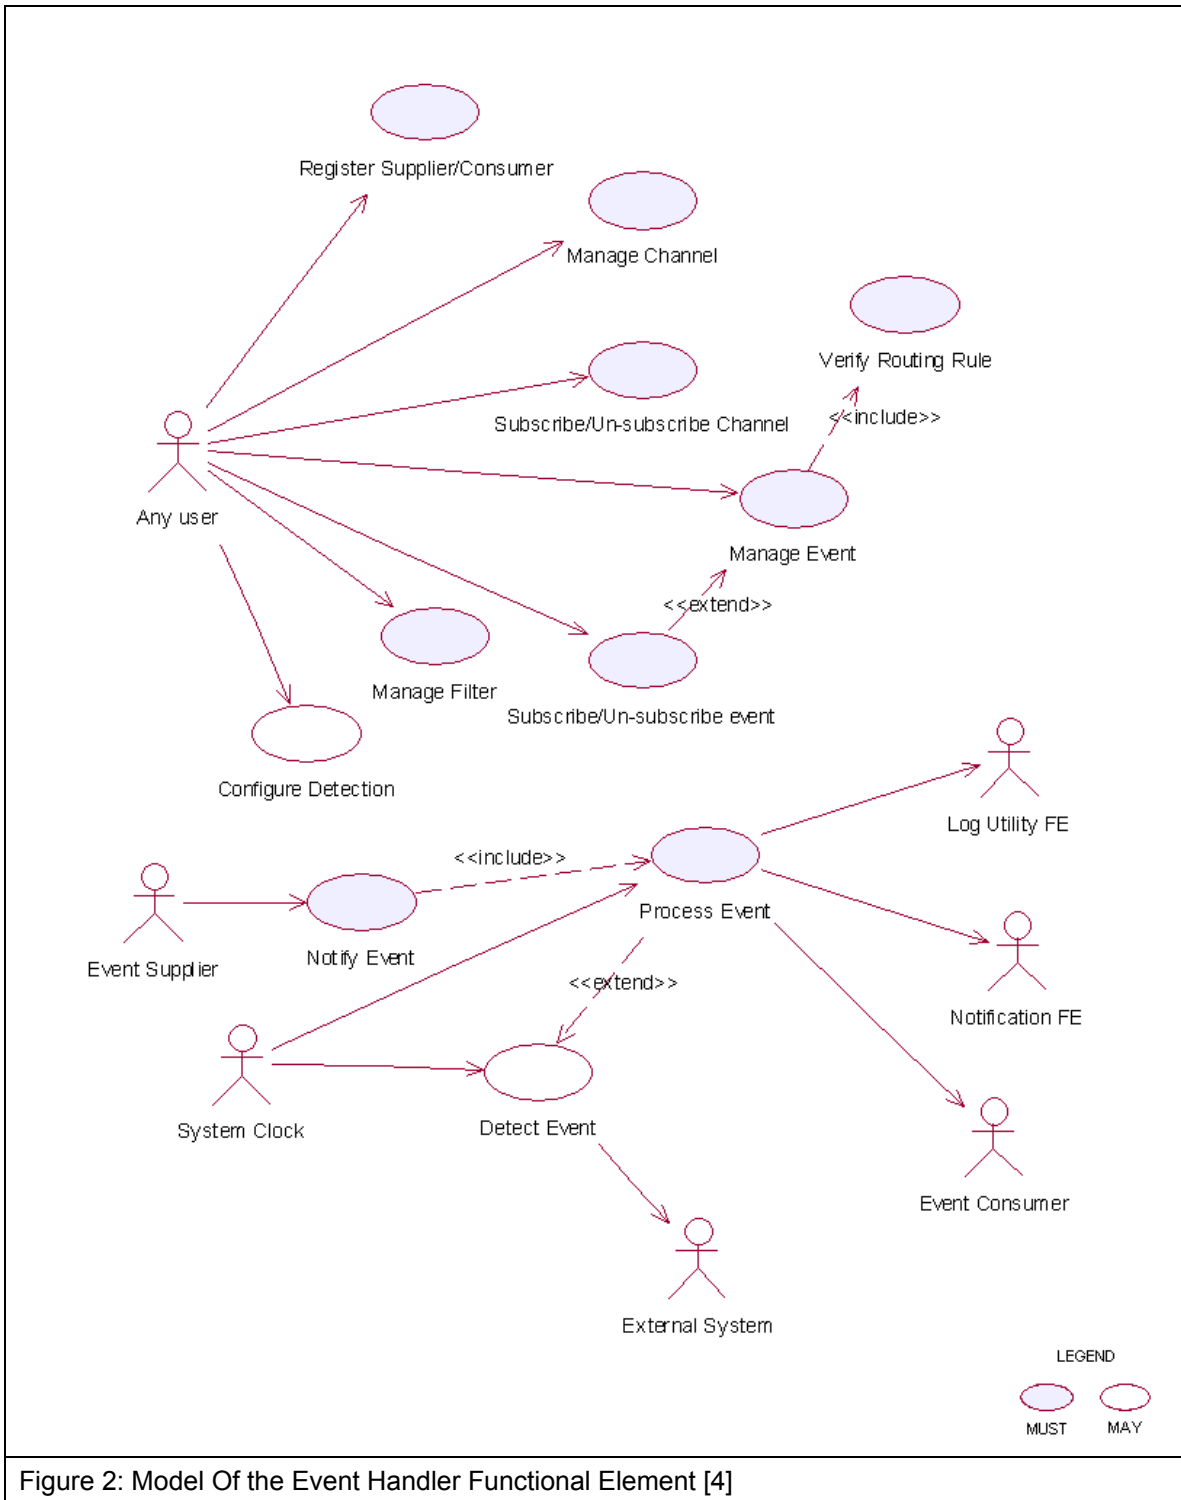 Register Supplier/Consumer
Manage Channel
Verify Routing Rule
<<include>>
Subscribe/Un-subscribe Channel
Any user
Manage Event
<<extend>>
Manage Filter
Subscribe/Un-subscribe event
Configure Detection
Log Utility FE
<<include>>
Process Event
Event Supplier
Notify Event
<<extend>>
Notification FE
System Clock
Detect Event
Event Consumer
External System
LEGEND
MUST
MAY
Figure 2: Model Of the Event Handler Functional Element [4]